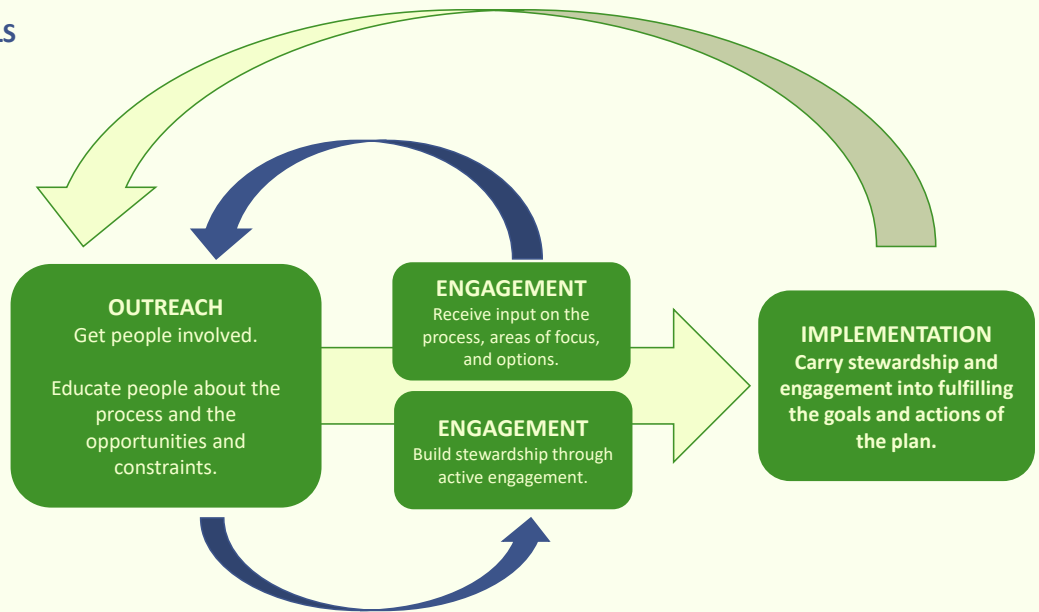 OUTREACH
Get people involved.
Educate people about the
process and the
opportunities and
constraints.
ENGAGEMENT
Receive input on the
process, areas of focus,
and options.
ENGAGEMENT
Build stewardship through
active engagement.
IMPLEMENTATION
Carry stewardship and
engagement into fulfilling
the goals and actions of
the plan.